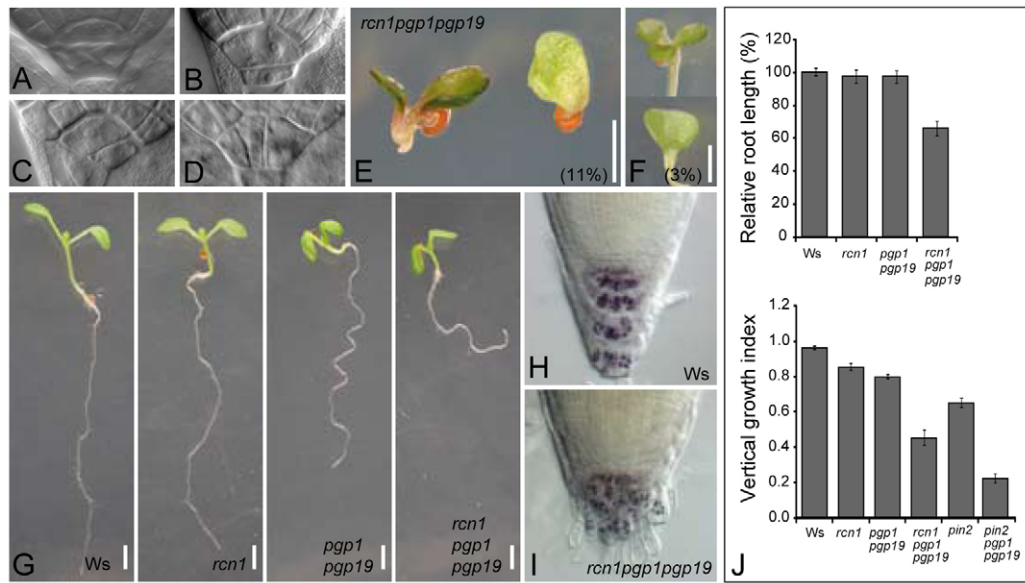 A
B
C
D
rcn1pgp1pgp19
E
(11%)
F
(3%)
G
Ws
rcn1
pgp1
pgp19
rcn1
pgp1
pgp19
H
Ws
I
rcn1pgp1pgp19
J
Relative root length (%)
120
100
80
60
40
20
0
Ws
rcn1
pgp1
pgp19
rcn1
pgp1
pgp19
Vertical growth index
1.2
1.0
0.8
0.6
0.4
0.2
0.0
Ws
rcn1
pgp1
pgp19
rcn1
pgp1
pgp19
pin2
pin2
pgp1
pgp19